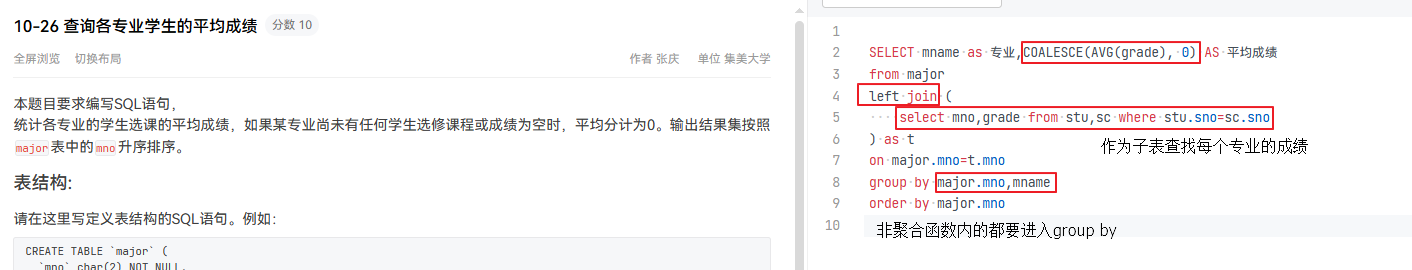 10-26 查询各专业学生的平均成绩 分数 10
全屏浏览 切换布局 作者 张庆 单位 集美大学
本题目要求编写SQL语句，
统计各专业的学生选课的平均成绩，如果某专业尚未有任何学生选修课程或成绩为空时，平均分计为0。输出结果集按照
major表中的mno升序排序。
表结构:
请在这里写定义表结构的SQL语句。例如：
CREATE TABLE `major` (
`mno` char(2) NOT NULL,
1
2 SELECT mname as 专业,COALESCE(AVG(grade), 0) AS 平均成绩
3 from major
4 left join (
5 select mno,grade from stu,sc where stu.sno=sc.sno
6 ) as t
作为子表查找每个专业的成绩
7 on major.mno=t.mno
8 group by major.mno,mname
9 order by major.mno
10
非聚合函数内的都要进入group by